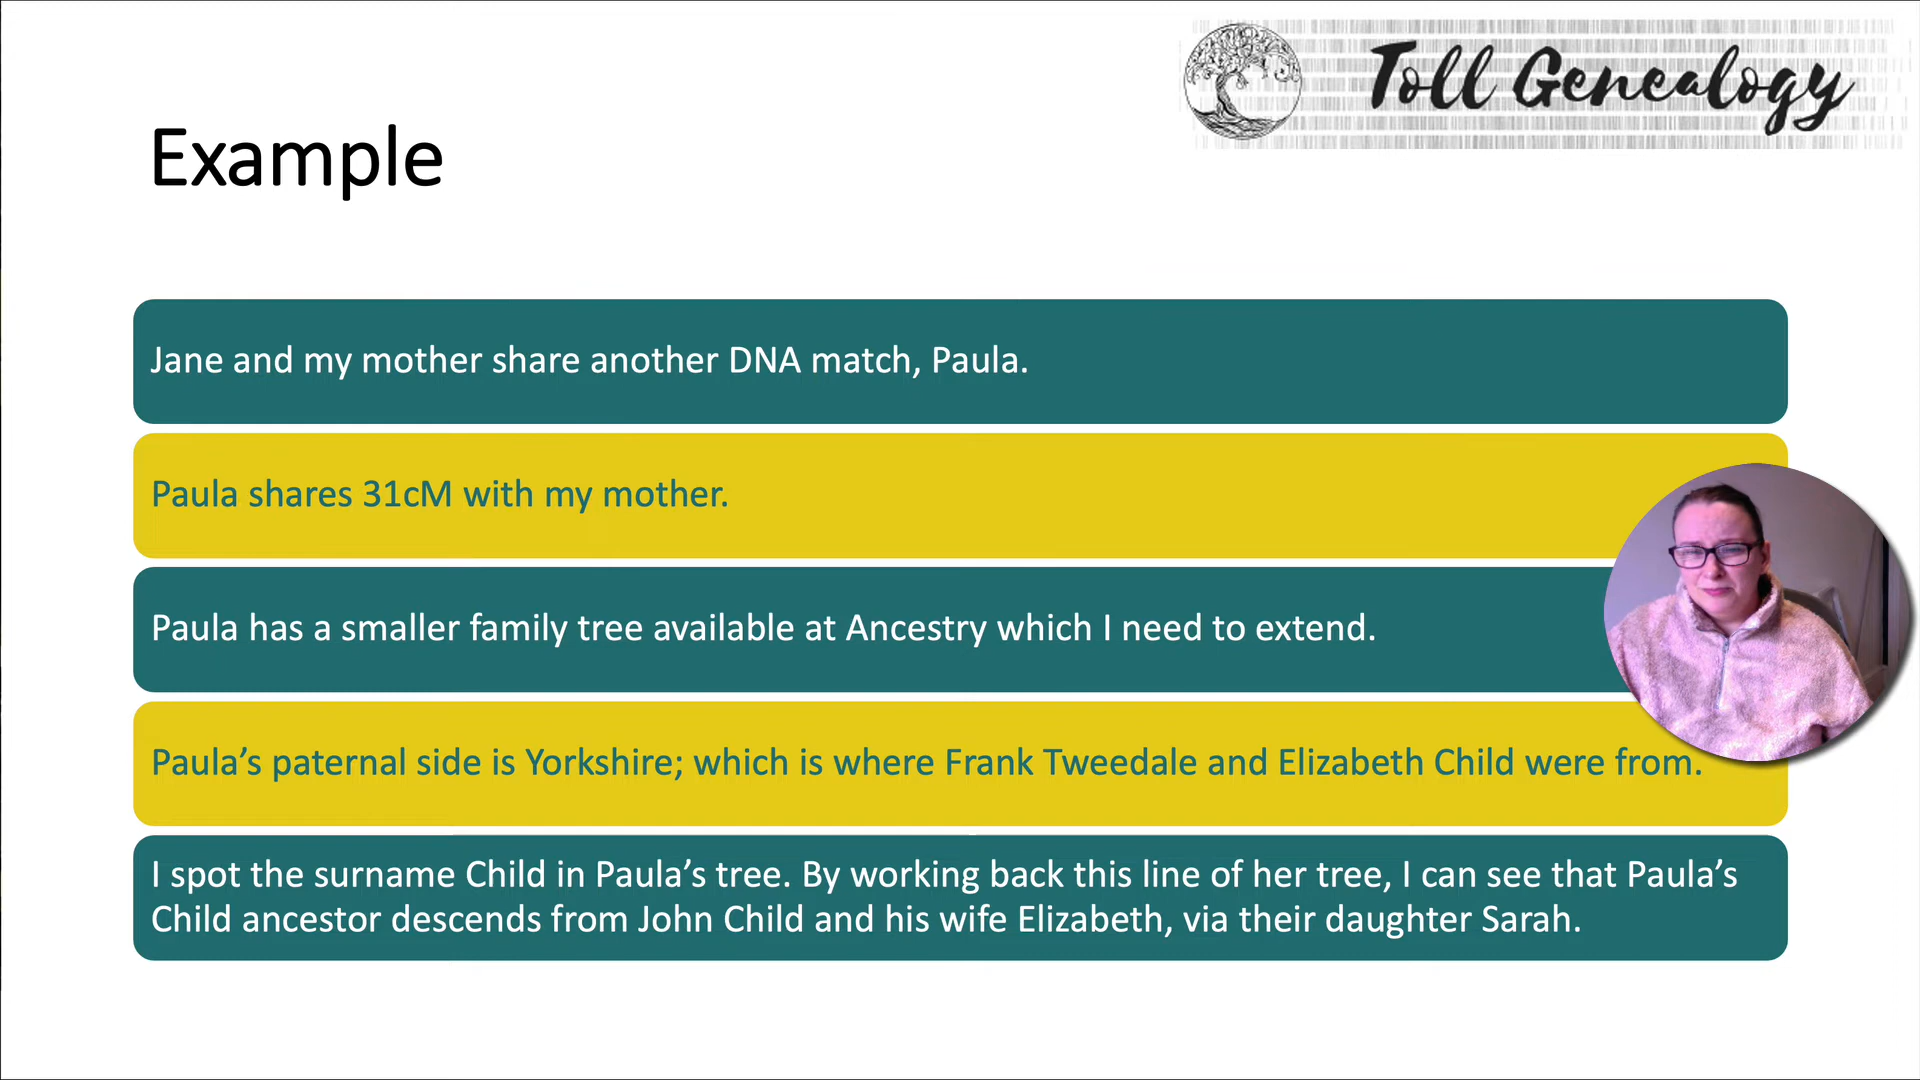 Toll Genealogy
Example
Jane and my mother share another DNA match, Paula.
Paula shares 31cM with my mother.
Paula has a smaller family tree available at Ancestry which I need to extend.
Paula’s paternal side is Yorkshire; which is where Frank Tweedale and Elizabeth Child were from.
I spot the surname Child in Paula’s tree. By working back this line of her tree, I can see that Paula’s
Child ancestor descends from John Child and his wife Elizabeth, via their daughter Sarah.